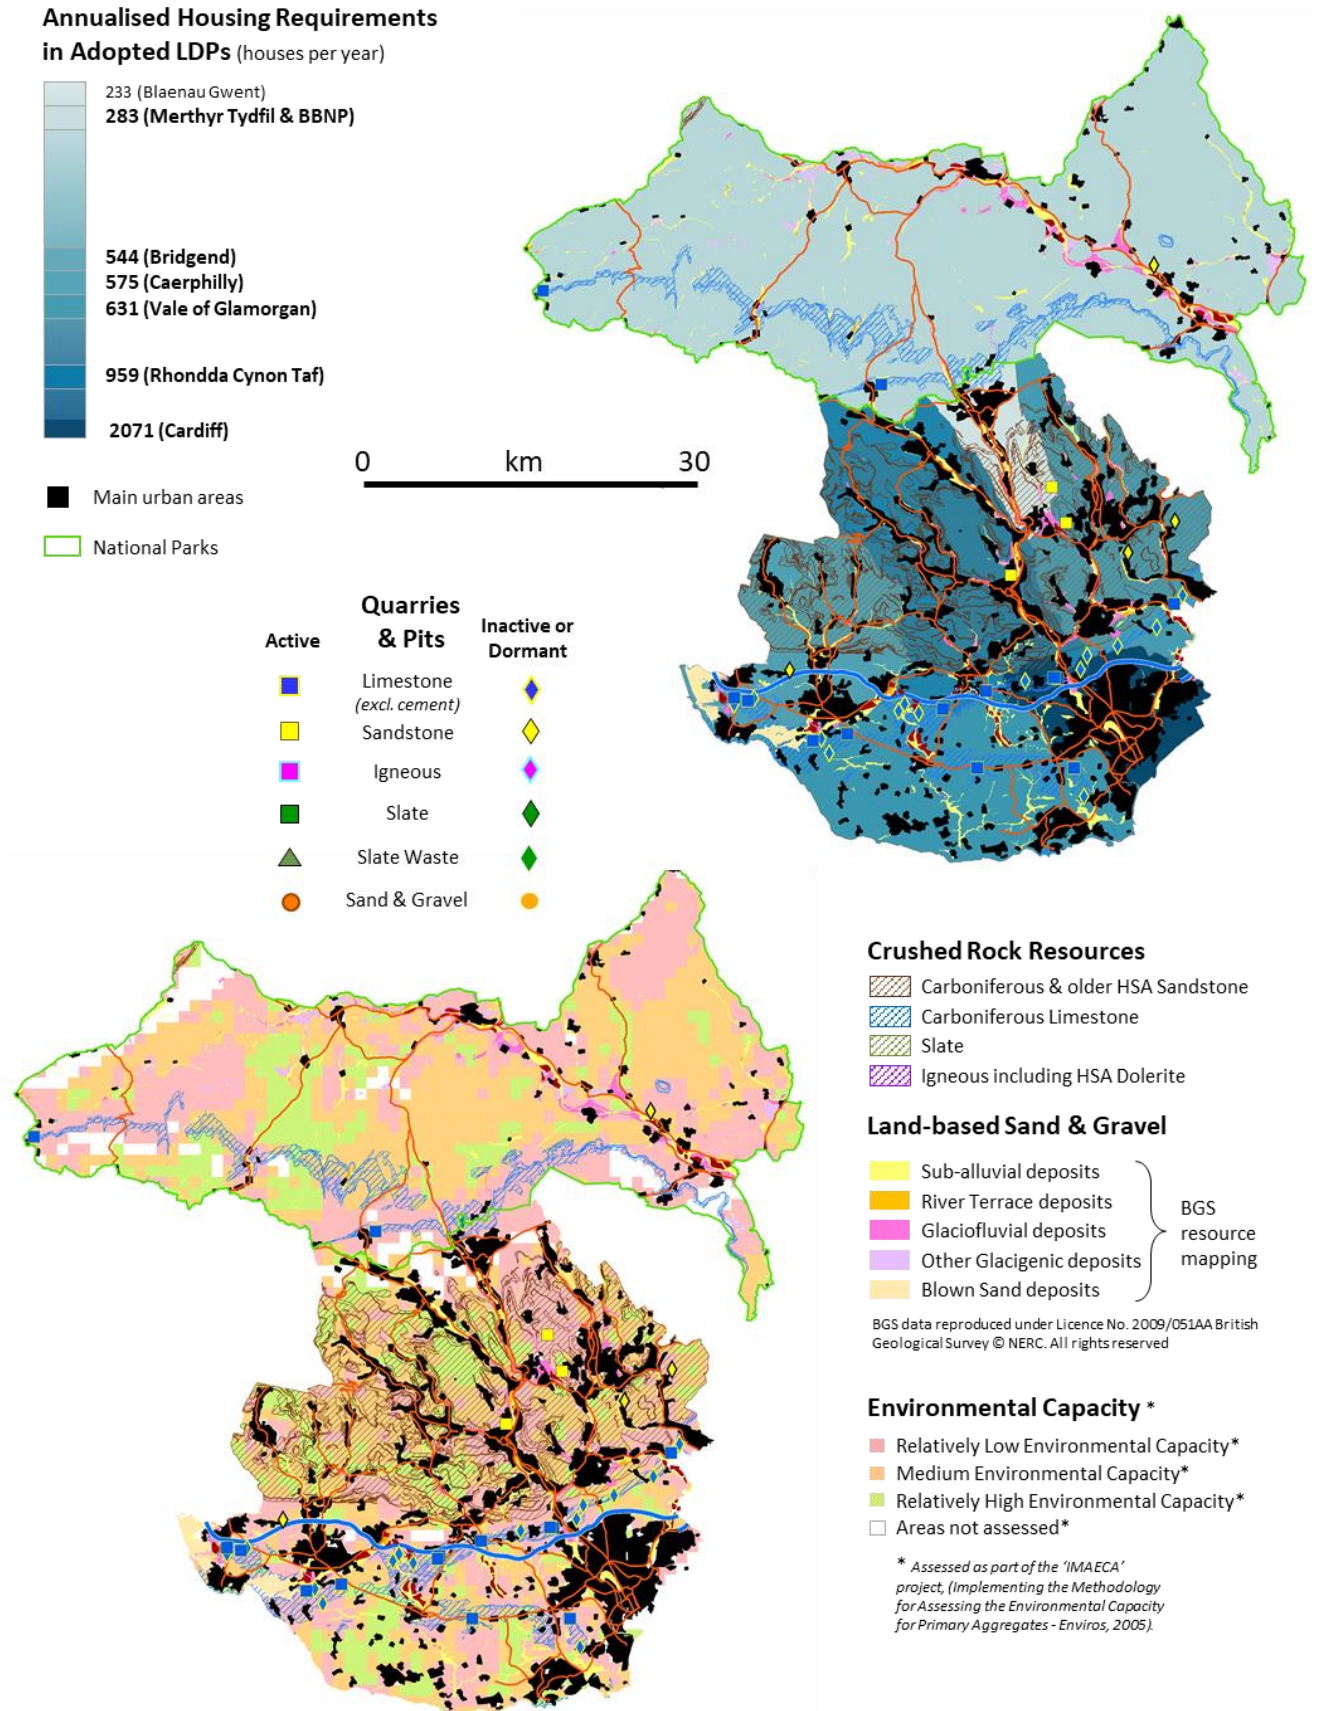 Annualised Housing Requirements
in Adopted LDPs (houses per year)
233 (Blaenau Gwent)
283 (Merthyr Tydfil & BBNP)
544 (Bridgend)
575 (Caerphilly)
631 (Vale of Glamorgan)
959 (Rhondda Cynon Taf)
2071 (Cardiff)
0 km 30
Main urban areas
National Parks
Quarries
& Pits
Active
Inactive or
Dormant
Limestone
(excl. cement)
Sandstone
Igneous
Slate
Slate Waste
Sand & Gravel
Crushed Rock Resources
Carboniferous & older HSA Sandstone
Carboniferous Limestone
Slate
Igneous including HSA Dolerite
Land-based Sand & Gravel
Sub-alluvial deposits
River Terrace deposits
Glaciofluvial deposits
Other Glacigenic deposits
Blown Sand deposits
BGS
resource
mapping
BGS data reproduced under Licence No. 2009/051AA British
Geological Survey © NERC. All rights reserved
Environmental Capacity *
Relatively Low Environmental Capacity*
Medium Environmental Capacity*
Relatively High Environmental Capacity*
Areas not assessed*
* Assessed as part of the ‘IMAECA’
project, (Implementing the Methodology
for Assessing the Environmental Capacity
for Primary Aggregates - Enviros, 2005).